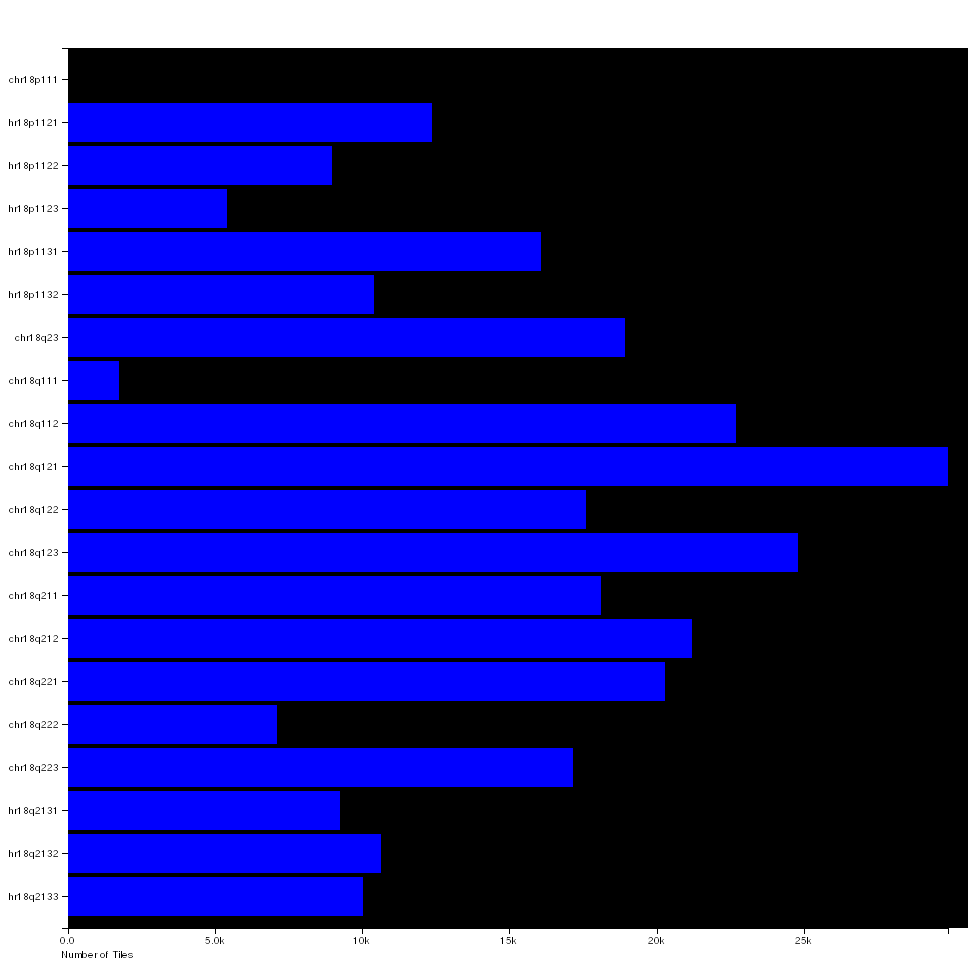 chr18p111
hr18p1121
hr18p1122
hr18p1123
hr18p1131
hr18p1132
chr18q23
chr18q111
chr18q112
chr18q121
chr18q122
chr18q123
chr18q211
chr18q212
chr18q221
chr18q222
chr18q223
hr18q2131
hr18q2132
hr18q2133
0.0 5.0k 10k 15k 20k 25k
Number of Tiles